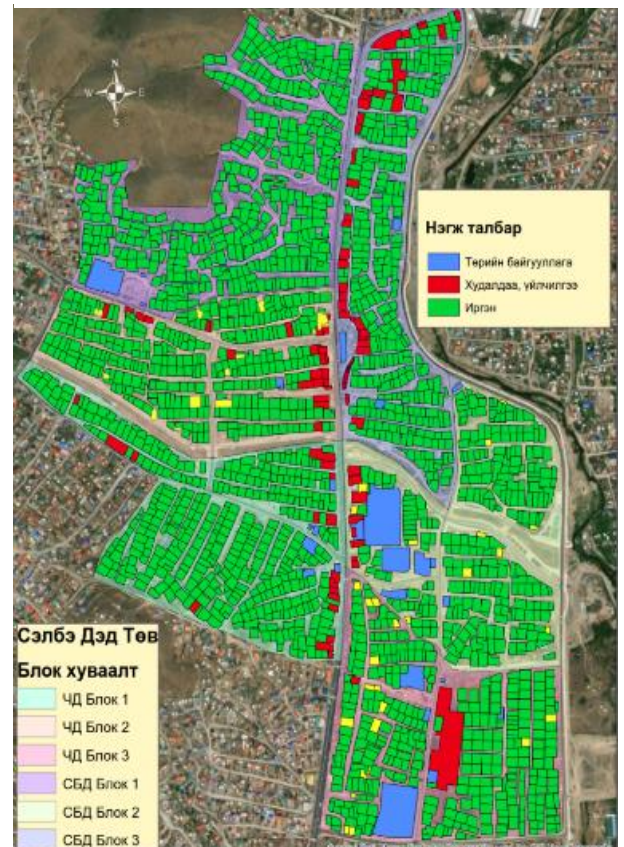 N
W E
S
Нэгж талбар
Төрийн байгууллага
Худалдаа, үйлчилгээ
Иргэн
Сэлбэ Дэд Төв
Блок хуваалт
ЧД Блок 1
ЧД Блок 2
ЧД Блок 3
СБД Блок 1
СБД Блок 2
СБД Блок 3